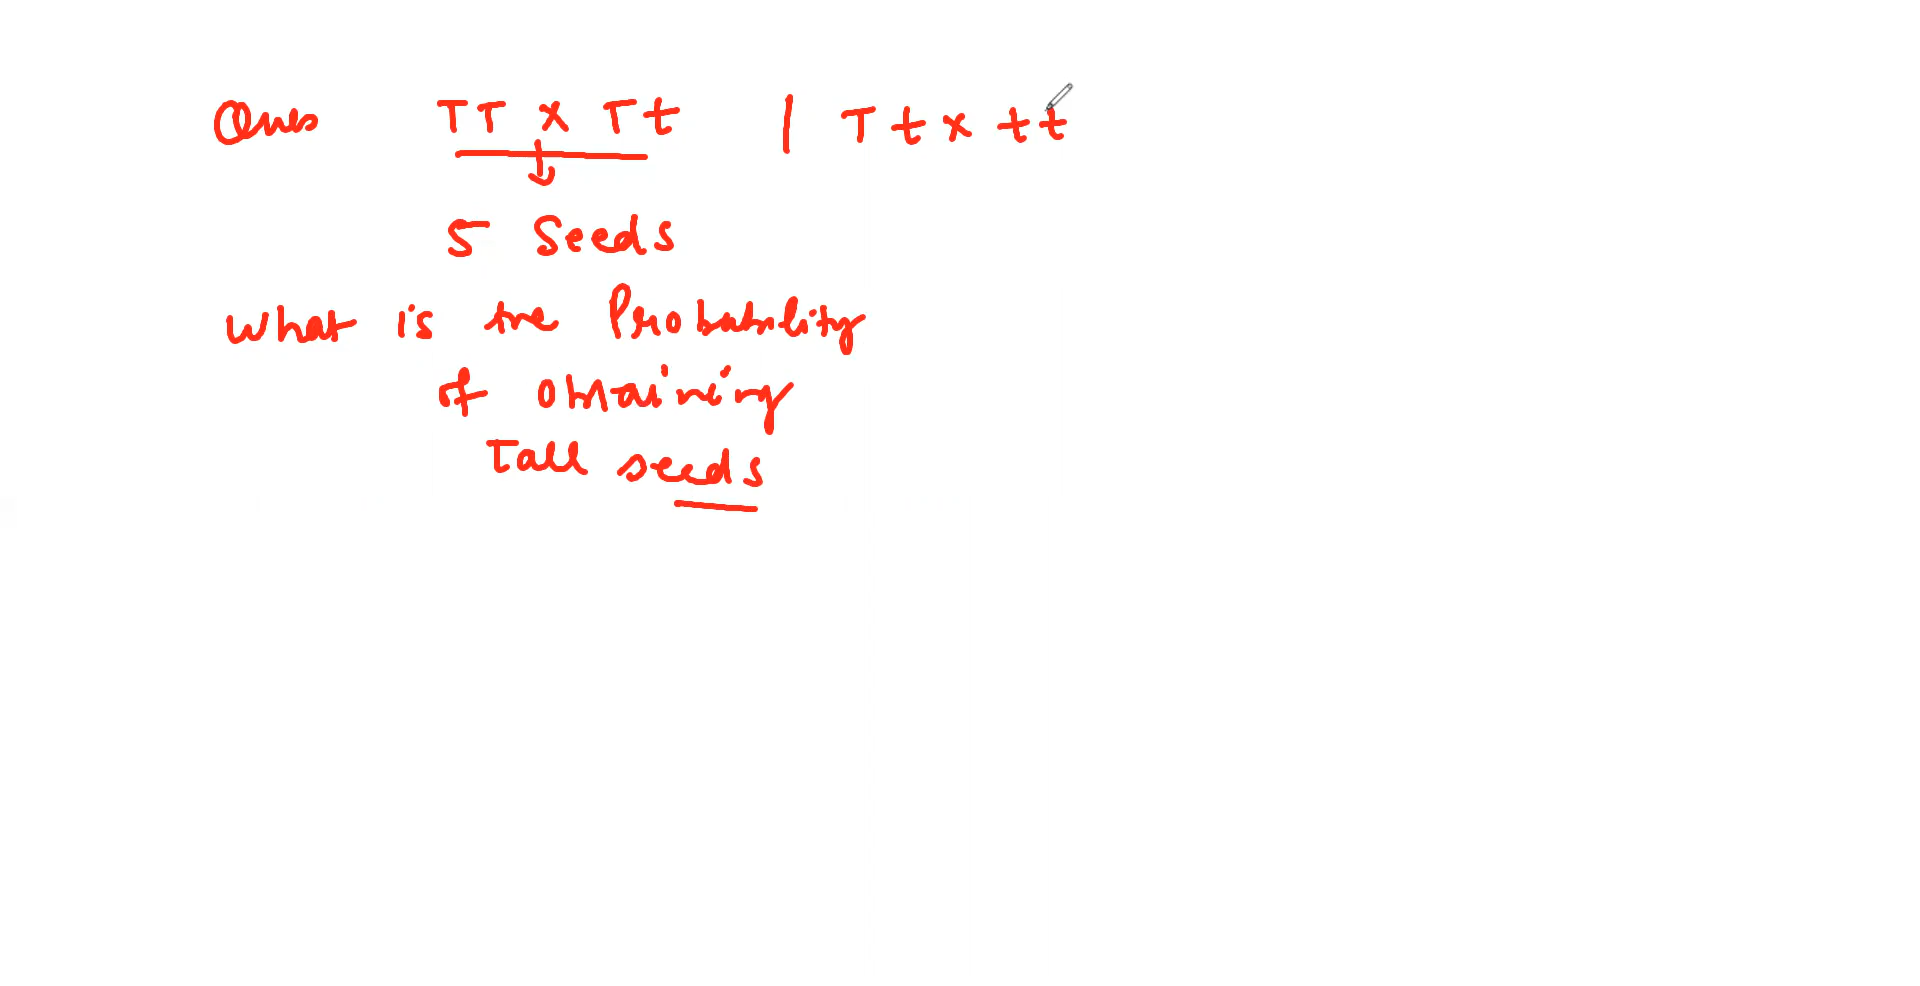 Ques TT x Tt | Tt x tt
5 Seeds
What is the Probability
of obtaining
Tall seeds